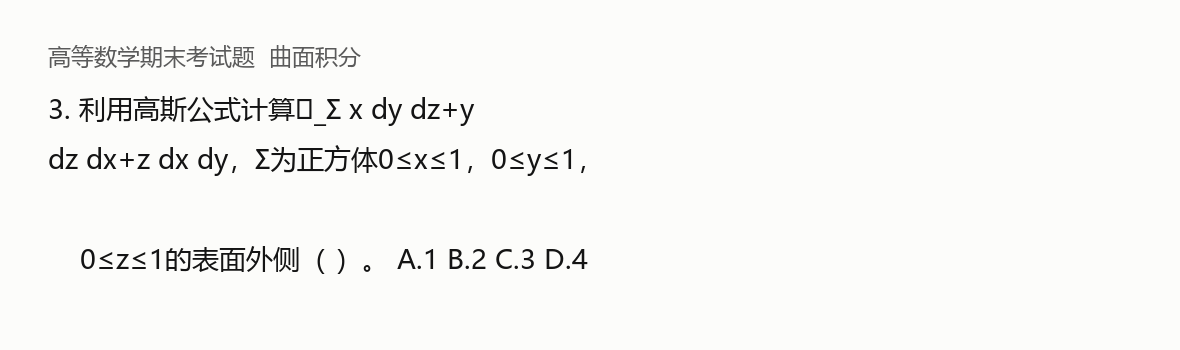 高等数学期末考试题 曲面积分
3. 利用高斯公式计算▯_Σ x dy dz+y
dz dx+z dx dy，Σ为正方体0≤x≤1，0≤y≤1，
0≤z≤1的表面外侧（ ）。 A.1 B.2 C.3 D.4